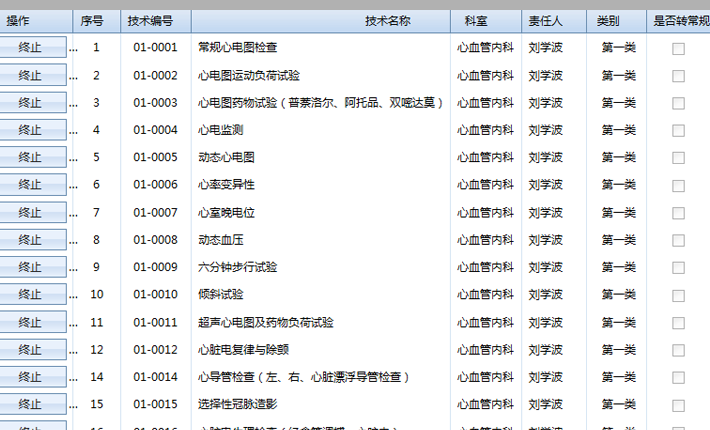 操作 序号 技术编号 技术名称 科室 责任人 类别 是否转常规
终止 ... 1 01-0001 常规心电图检查 心血管内科 刘学波 第一类
终止 ... 2 01-0002 心电图运动负荷试验 心血管内科 刘学波 第一类
终止 ... 3 01-0003 心电图药物试验（普萘洛尔、阿托品、双嘧达莫） 心血管内科 刘学波 第一类
终止 ... 4 01-0004 心电监测 心血管内科 刘学波 第一类
终止 ... 5 01-0005 动态心电图 心血管内科 刘学波 第一类
终止 ... 6 01-0006 心率变异性 心血管内科 刘学波 第一类
终止 ... 7 01-0007 心室晚电位 心血管内科 刘学波 第一类
终止 ... 8 01-0008 动态血压 心血管内科 刘学波 第一类
终止 ... 9 01-0009 六分钟步行试验 心血管内科 刘学波 第一类
终止 ... 10 01-0010 倾斜试验 心血管内科 刘学波 第一类
终止 ... 11 01-0011 超声心电图及药物负荷试验 心血管内科 刘学波 第一类
终止 ... 12 01-0012 心脏电复律与除颤 心血管内科 刘学波 第一类
终止 ... 14 01-0014 心导管检查（左、右、心脏漂浮导管检查） 心血管内科 刘学波 第一类
终止 ... 15 01-0015 选择性冠脉造影 心血管内科 刘学波 第一类